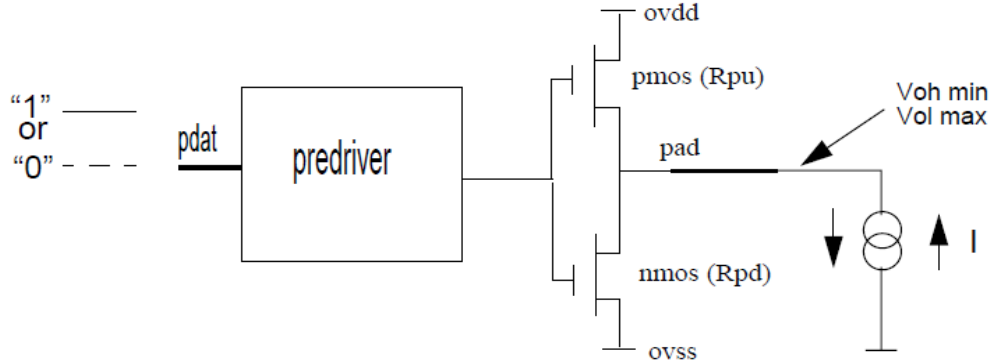 ovdd
pmos (Rpu)
Voh min
Vol max
“1”
or
“0”
pdat
predriver
pad
nmos (Rpd)
I
ovss